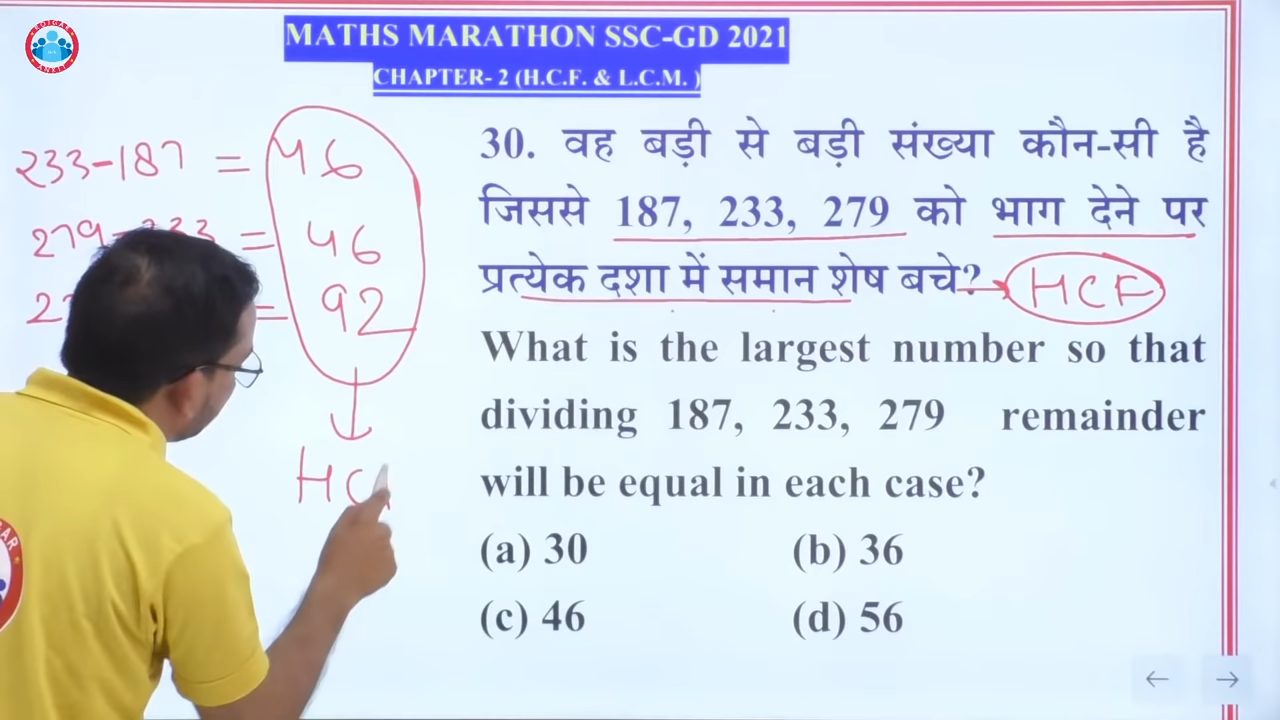 MATHS MARATHON SSC-GD 2021
CHAPTER- 2 (H.C.F. & L.C.M. )
233-187 = 46
279-233 = 46
= 92
HC
30. वह बड़ी से बड़ी संख्या कौन-सी है
जिससे 187, 233, 279 को भाग देने पर
प्रत्येक दशा में समान शेष बचे? HCF
What is the largest number so that
dividing 187, 233, 279 remainder
will be equal in each case?
(a) 30 (b) 36
(c) 46 (d) 56